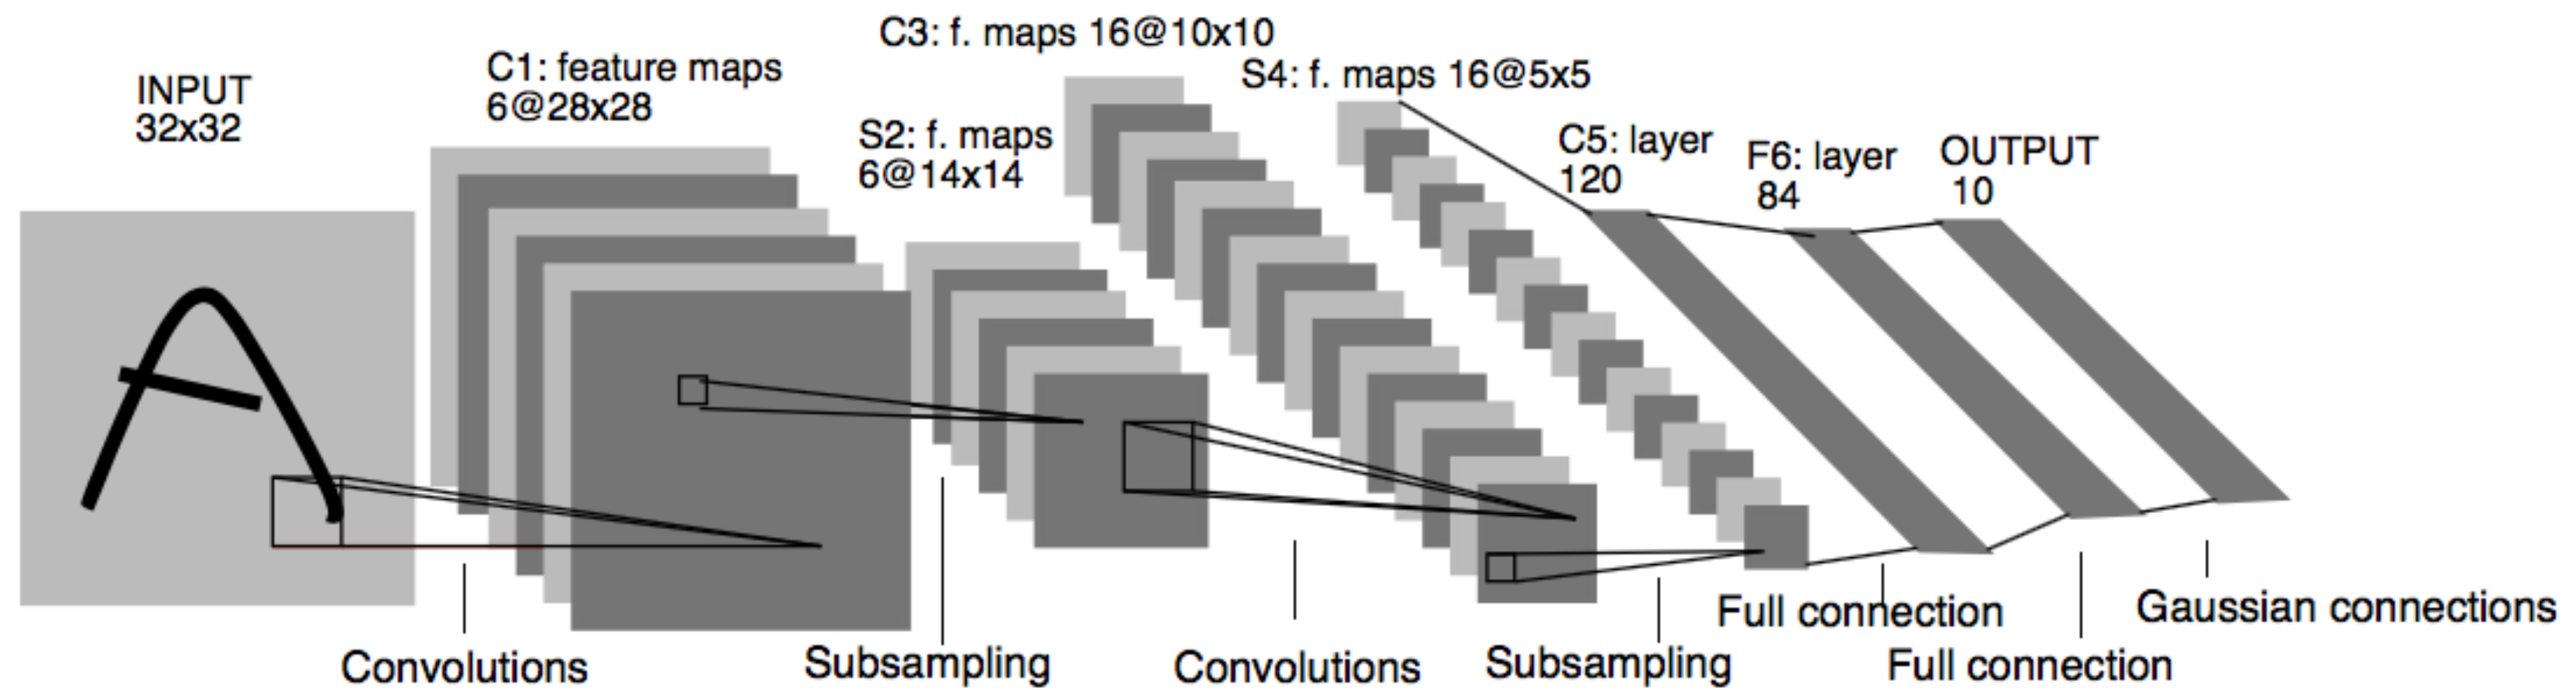 INPUT
32x32
C1: feature maps
6@28x28
S2: f. maps
6@14x14
C3: f. maps 16@10x10
S4: f. maps 16@5x5
C5: layer
120
F6: layer
84
OUTPUT
10
Convolutions
Subsampling
Convolutions
Subsampling
Full connection
Full connection
Gaussian connections